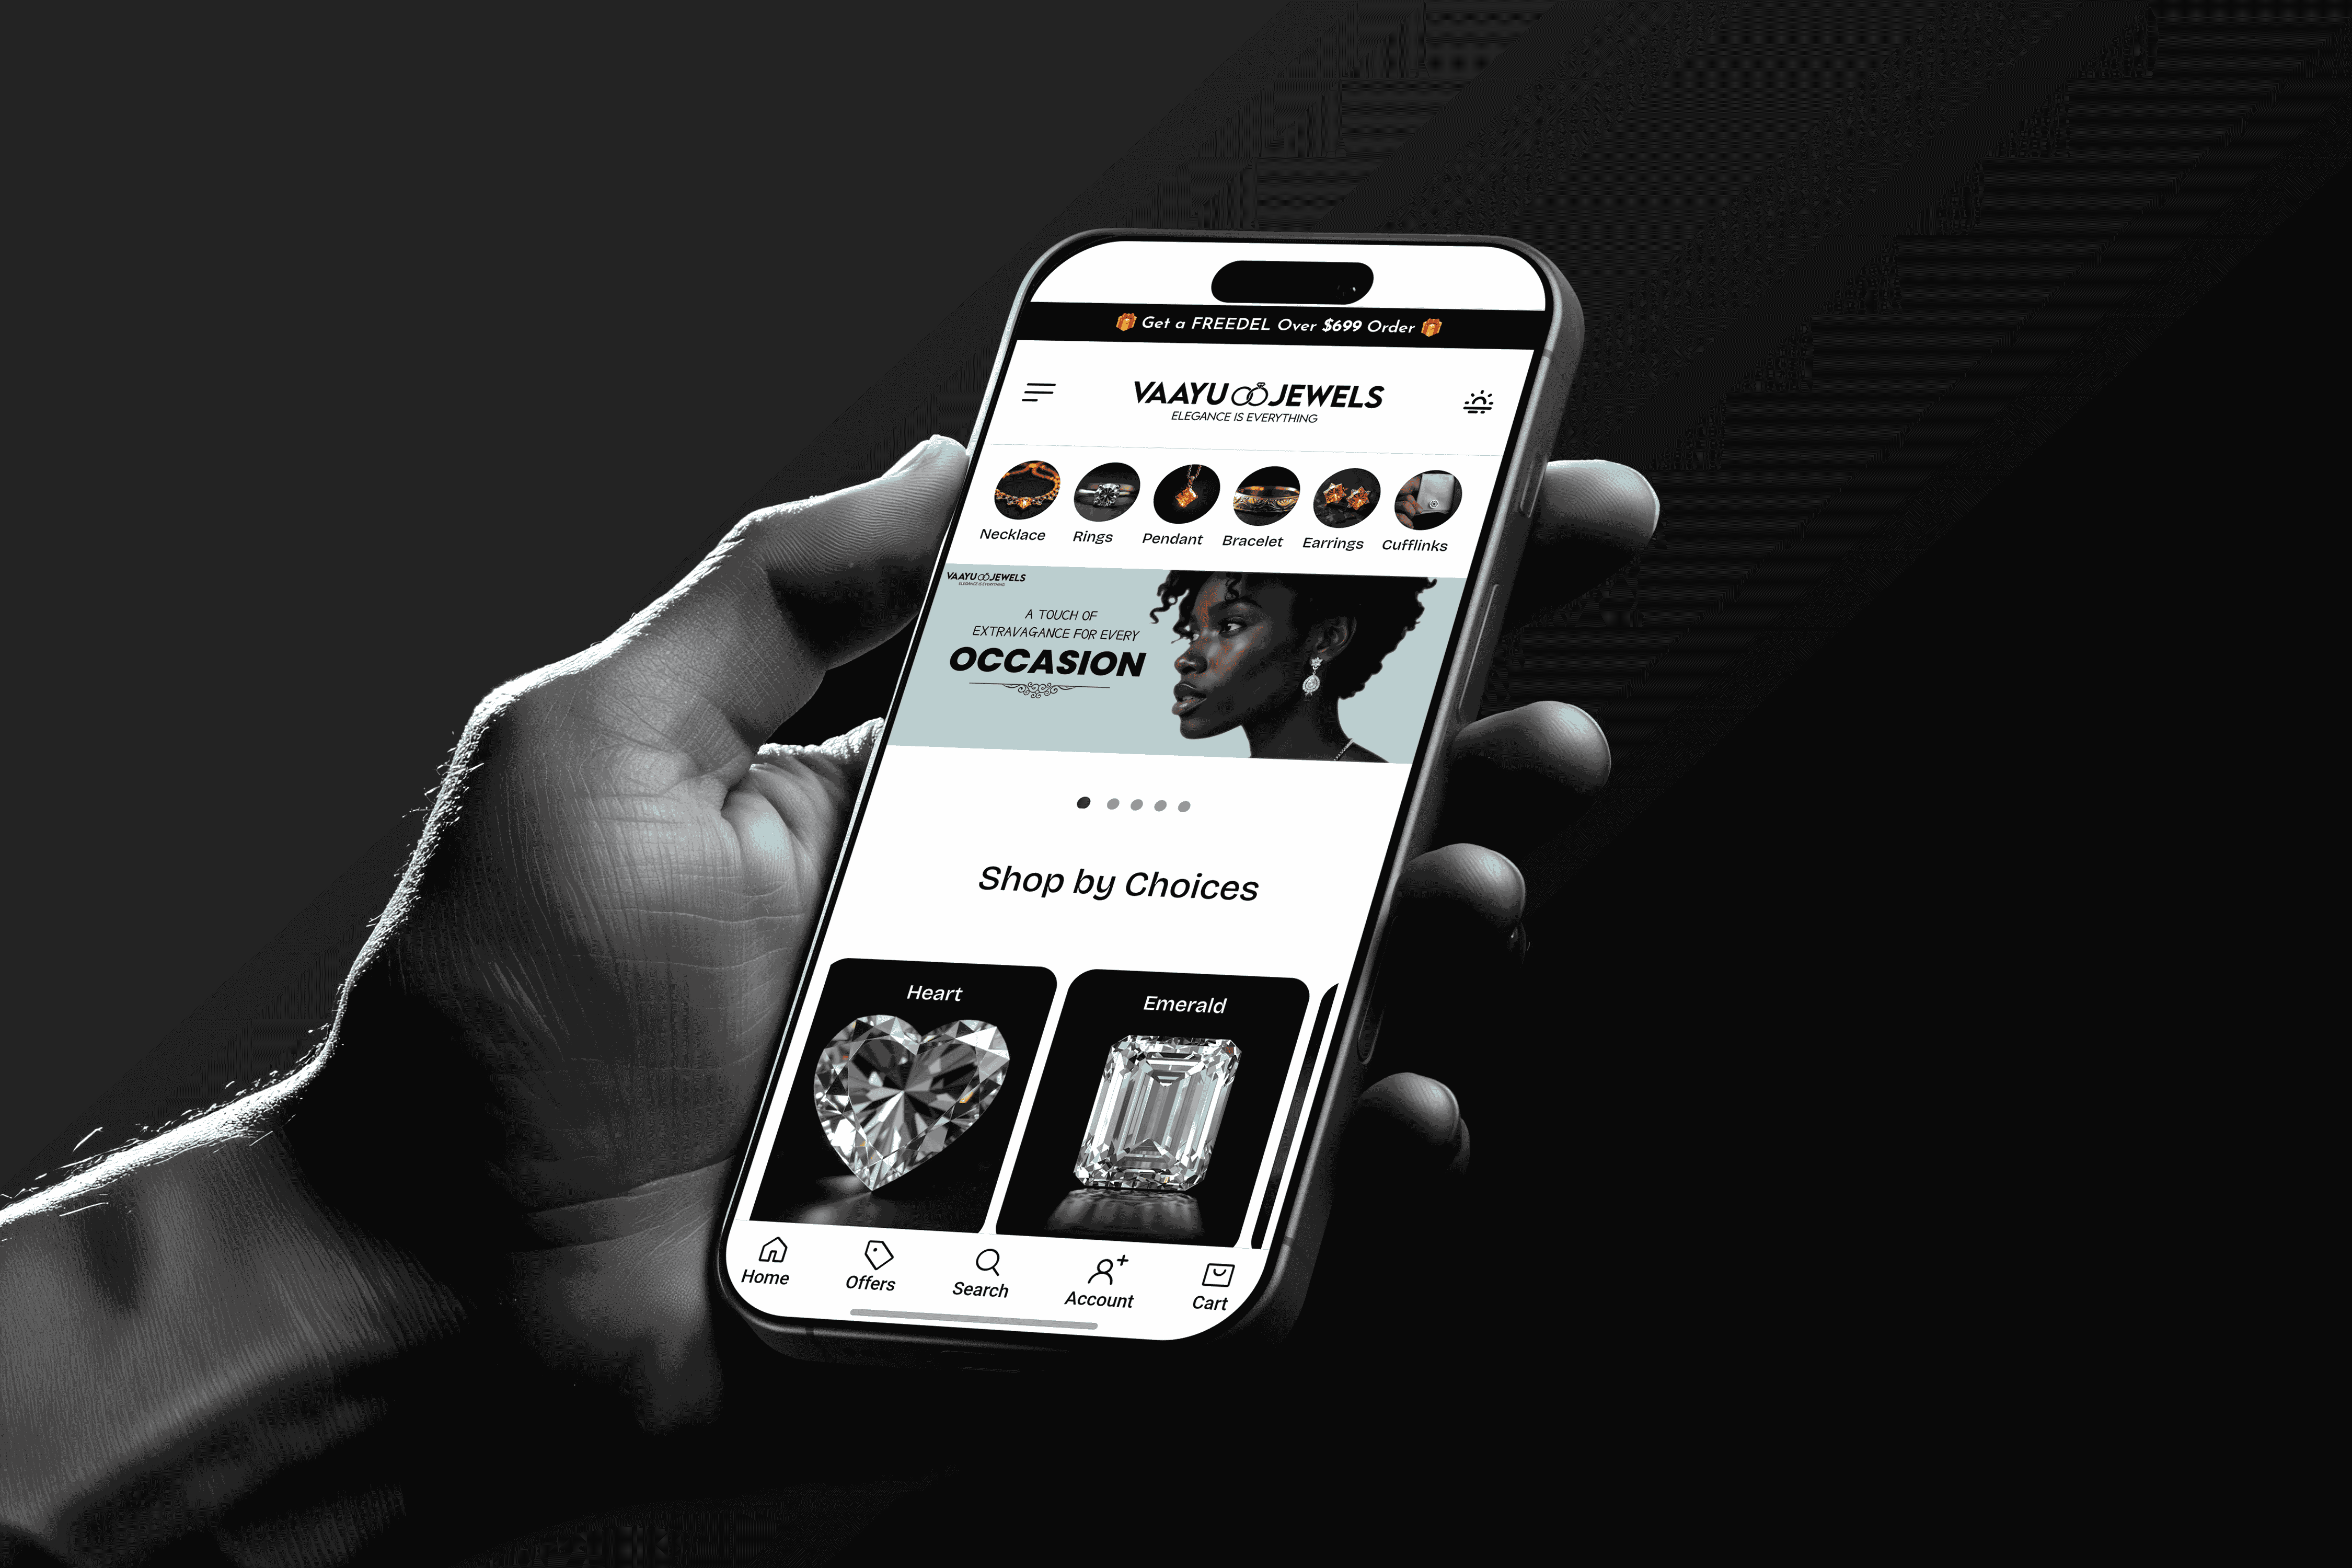 🎁 Get a FREEDEL Over $699 Order 🎁
VAAYU JEWELS
ELEGANCE IS EVERYTHING
Necklace Rings Pendant Bracelet Earrings Cufflinks
VAAYU JEWELS
ELEGANCE IS EVERYTHING
A TOUCH OF
EXTRAVAGANCE FOR EVERY
OCCASION
Shop by Choices
Heart Emerald
Home Offers Search Account Cart